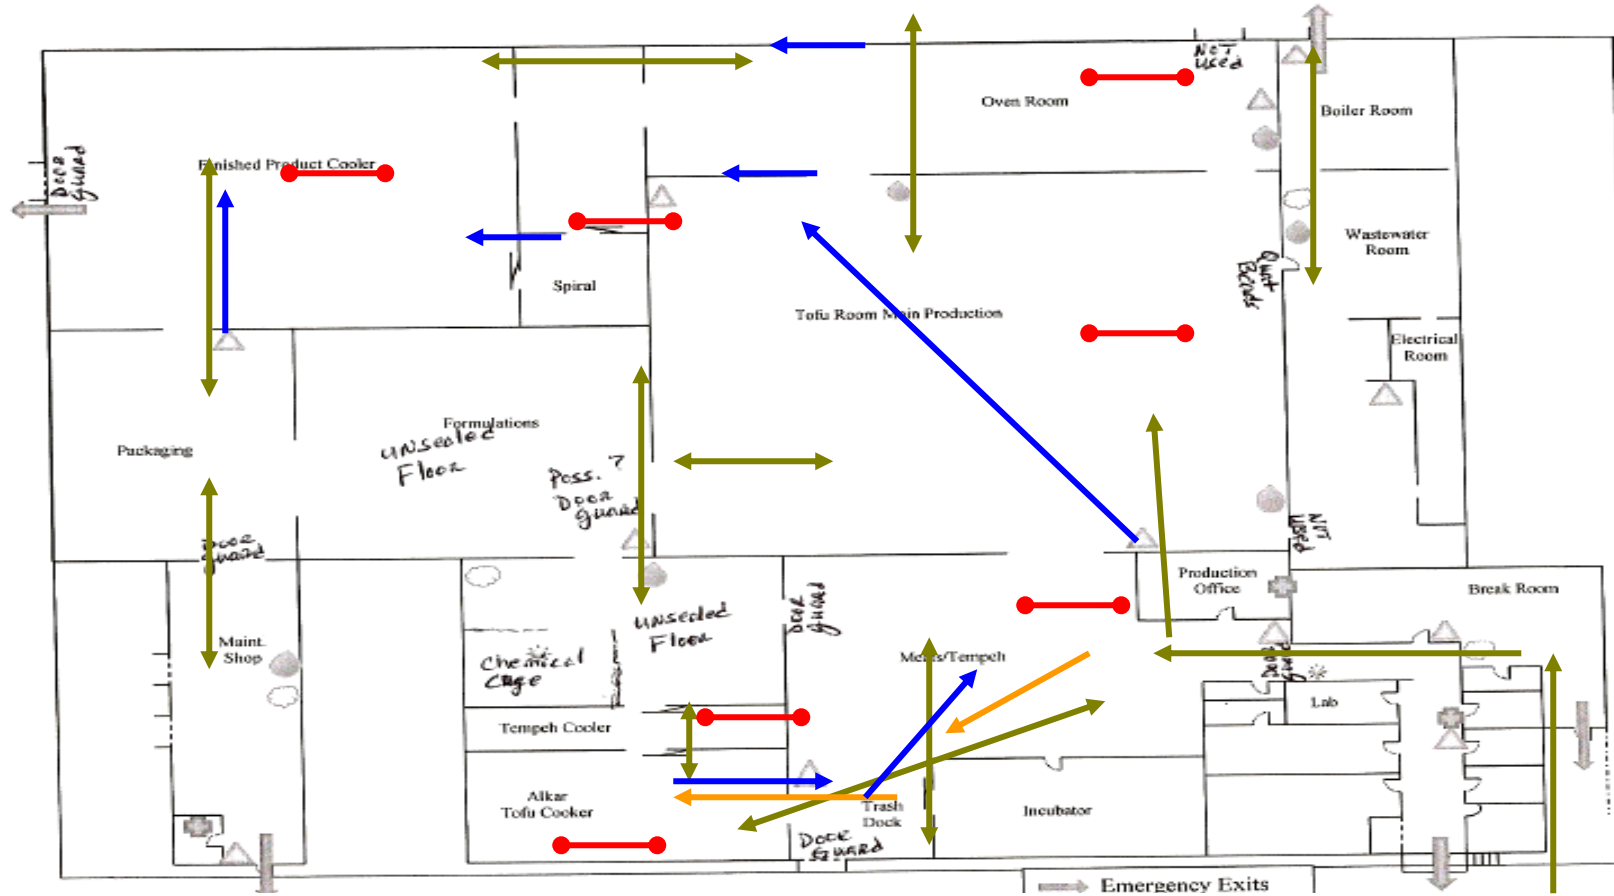 NOT
Used
Oven Room
Boiler Room
Finished Product Cooler
Door
Guard
Wastewater
Room
Quat
Spiral
Tofu Room Main Production
Electrical
Room
Formulations
Unsealed
Floor
Packaging
Poss. ?
Door
Guard
Door
Guard
NOT
Used
Production
Office
Break Room
Door
Guard
Unsealed
Floor
Maint.
Shop
Chemical
Cage
Meats/Tempeh
Door
Guard
Lab
Tempeh Cooler
Alkar
Tofu Cooker
Trash
Dock
Incubator
Door
Guard
Emergency Exits